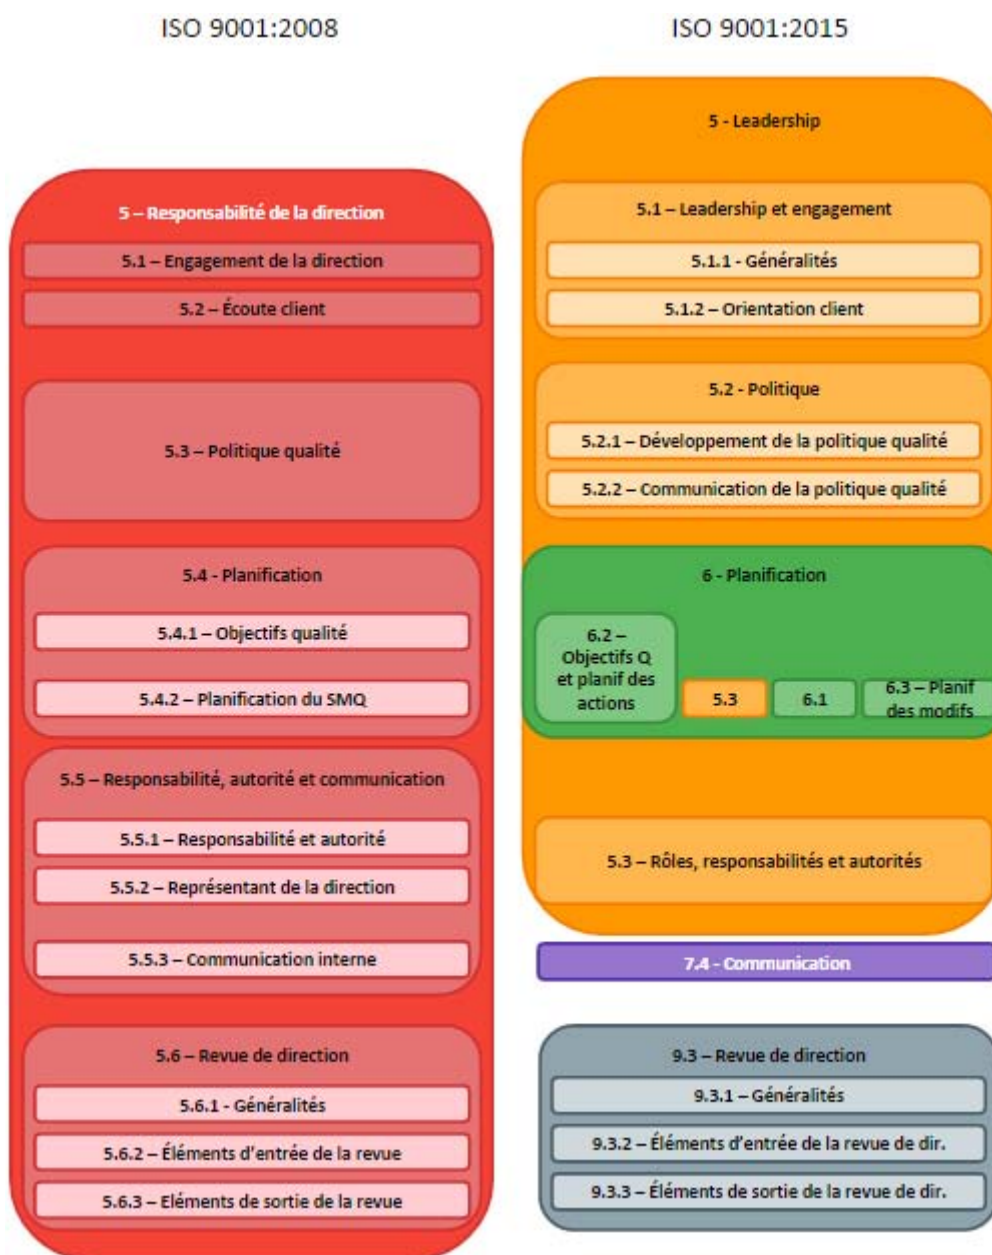 ISO 9001:2008
5 – Responsabilité de la direction
5.1 – Engagement de la direction
5.2 – Écoute client
5.3 – Politique qualité
5.4 - Planification
5.4.1 – Objectifs qualité
5.4.2 – Planification du SMQ
5.5 – Responsabilité, autorité et communication
5.5.1 – Responsabilité et autorité
5.5.2 – Représentant de la direction
5.5.3 – Communication interne
5.6 – Revue de direction
5.6.1 - Généralités
5.6.2 – Éléments d'entrée de la revue
5.6.3 – Eléments de sortie de la revue
ISO 9001:2015
5 - Leadership
5.1 – Leadership et engagement
5.1.1 - Généralités
5.1.2 – Orientation client
5.2 - Politique
5.2.1 – Développement de la politique qualité
5.2.2 – Communication de la politique qualité
6 - Planification
6.2 –
Objectifs Q
et planif des
actions
5.3
6.1
6.3 – Planif
des modifs
5.3 – Rôles, responsabilités et autorités
7.4 - Communication
9.3 – Revue de direction
9.3.1 – Généralités
9.3.2 – Éléments d'entrée de la revue de dir.
9.3.3 – Éléments de sortie de la revue de dir.